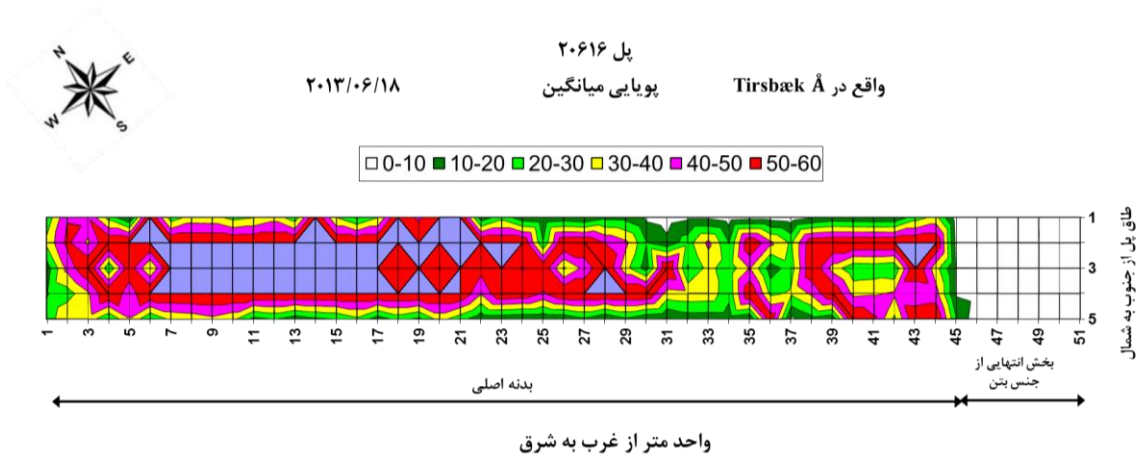 پل ۲۰۶۱۶
واقع در Tirsbæk Å پویایی میانگین ۲۰۱۳/۰۶/۱۸
N
E
W
S
0-10 10-20 20-30 30-40 40-50 50-60
1
3
5
طاق پل از جنوب به شمال
1 3 5 7 9 11 13 15 17 19 21 23 25 27 29 31 33 35 37 39 41 43 45 47 49 51
بدنه اصلی
بخش انتهایی از
جنس بتن
واحد متر از غرب به شرق